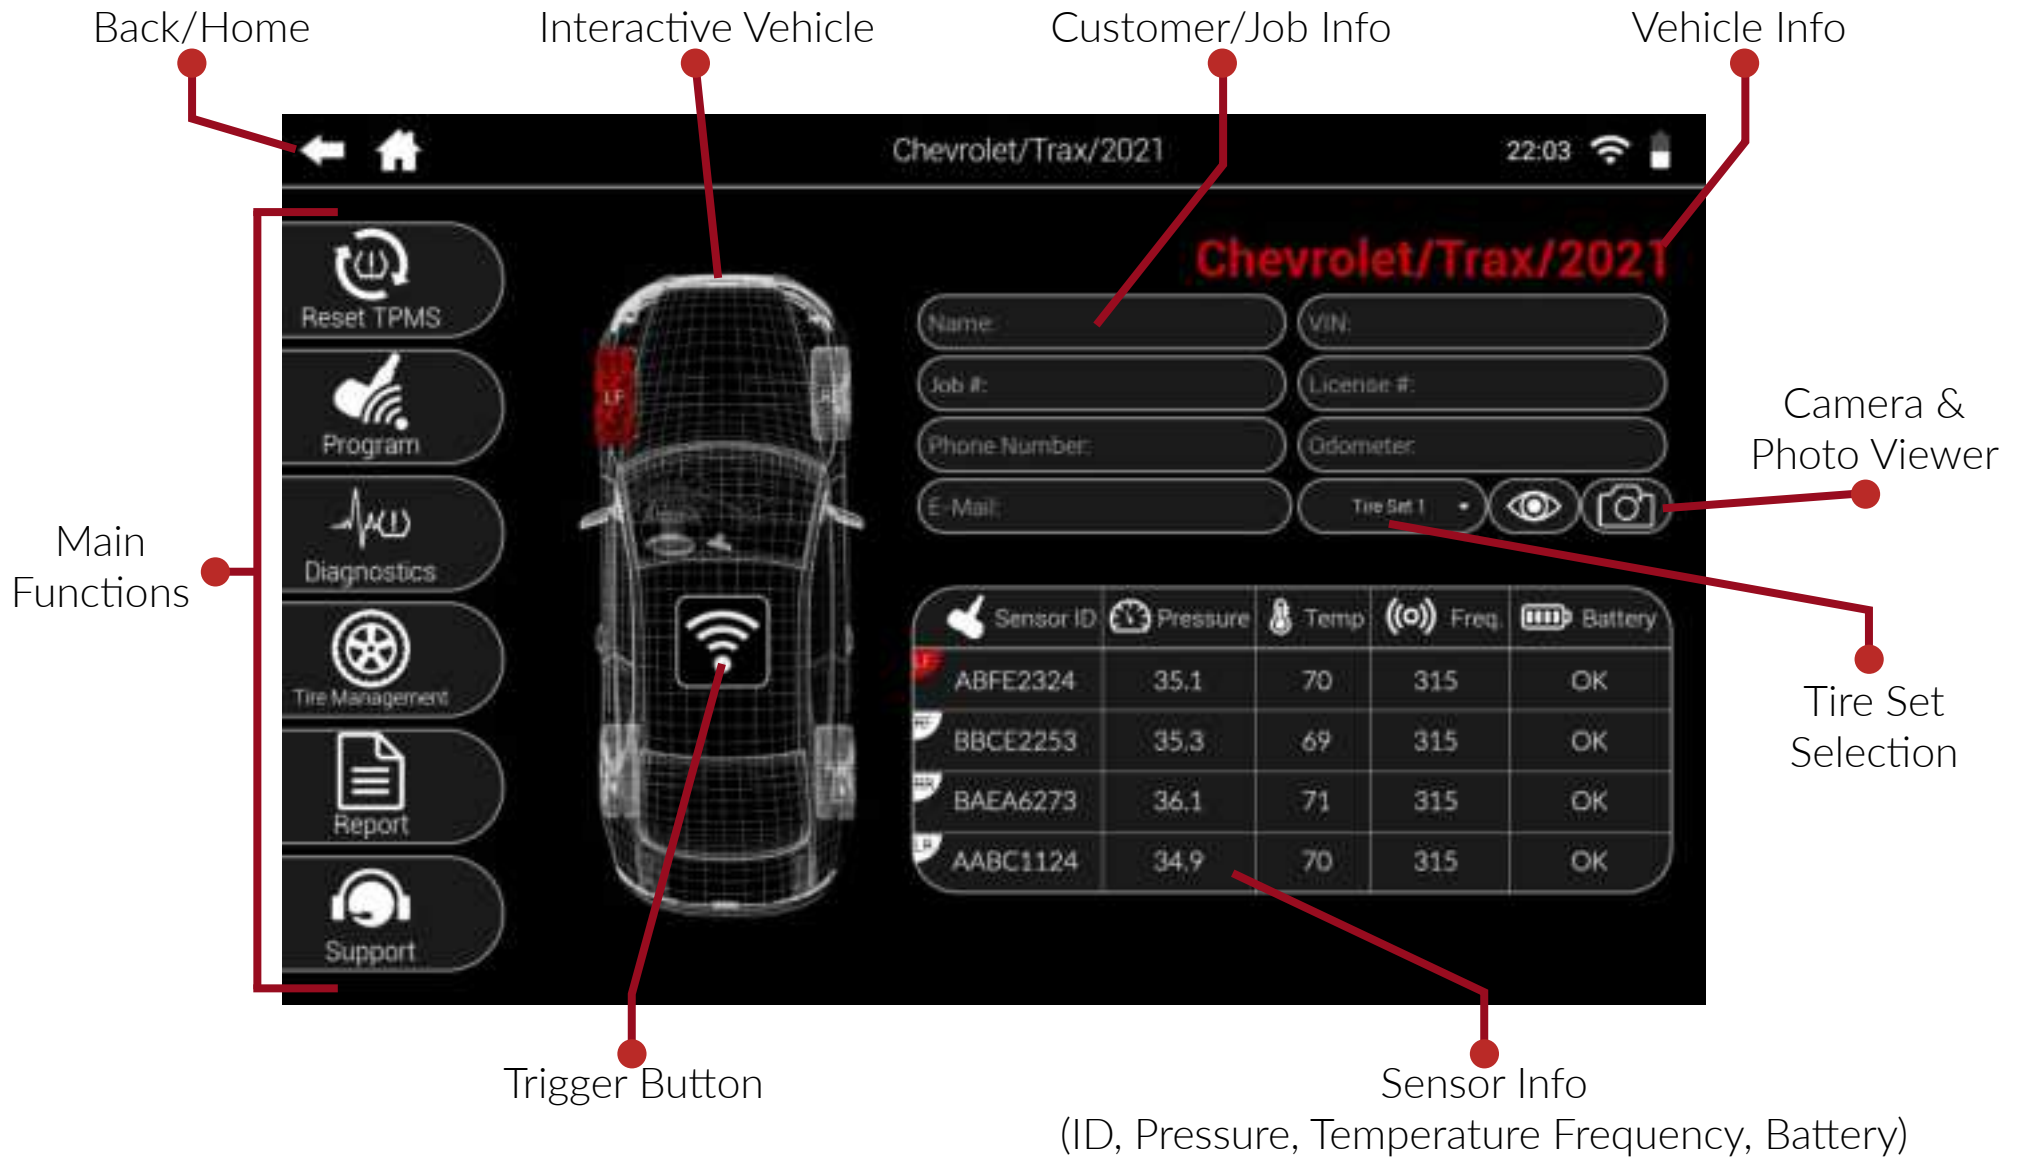 Back/Home
Interactive Vehicle
Customer/Job Info
Vehicle Info
Chevrolet/Trax/2021
22:03
Chevrolet/Trax/2021
Reset TPMS
Program
Diagnostics
Tire Management
Report
Support
Main
Functions
LF
Name:
VIN:
Job #:
License #:
Phone Number:
Odometer:
E-Mail:
Tire Set 1
Camera &
Photo Viewer
Sensor ID Pressure Temp Freq. Battery
LF ABFE2324 35.1 70 315 OK
BBCE2253 35.3 69 315 OK
BAEA6273 36.1 71 315 OK
LR AABC1124 34.9 70 315 OK
Tire Set
Selection
Trigger Button
Sensor Info
(ID, Pressure, Temperature Frequency, Battery)